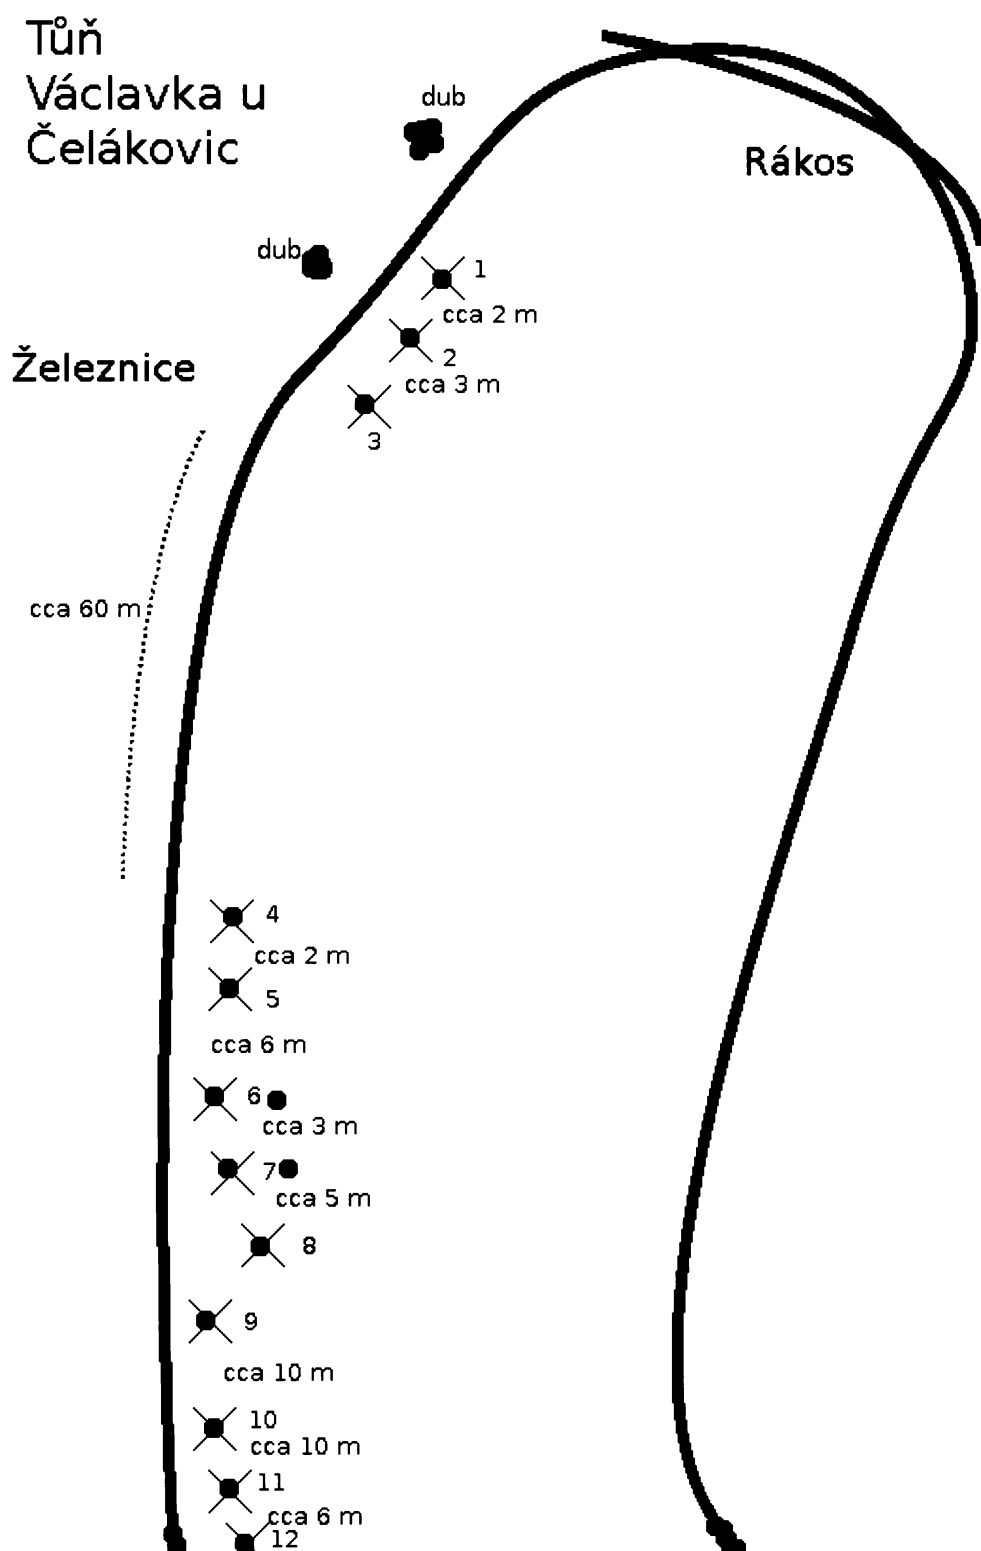 Tůň
Václavka u
Čelákovic
dub
Rákos
dub
1
cca 2 m
Železnice
2
cca 3 m
3
cca 60 m
4
cca 2 m
5
cca 6 m
6
cca 3 m
7
cca 5 m
8
9
cca 10 m
10
cca 10 m
11
cca 6 m
12